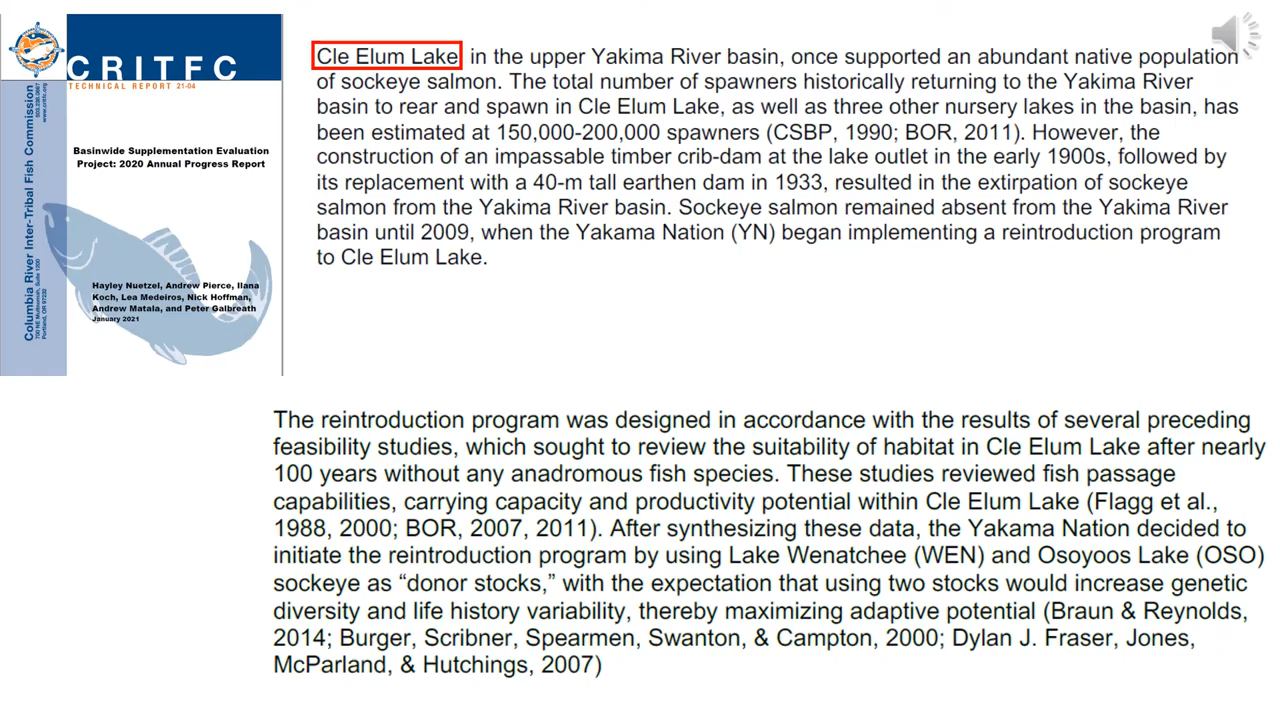 CRITFC
TECHNICAL REPORT 21-04
Columbia River Inter-Tribal Fish Commission
700 NE Multnomah, Suite 1200
Portland, OR 97232
503.238.0667
www.critfc.org
Basinwide Supplementation Evaluation
Project: 2020 Annual Progress Report
Hayley Nuetzel, Andrew Pierce, Ilana
Koch, Lea Medeiros, Nick Hoffman,
Andrew Matala, and Peter Galbreath
January 2021
Cle Elum Lake, in the upper Yakima River basin, once supported an abundant native population
of sockeye salmon. The total number of spawners historically returning to the Yakima River
basin to rear and spawn in Cle Elum Lake, as well as three other nursery lakes in the basin, has
been estimated at 150,000-200,000 spawners (CSBP, 1990; BOR, 2011). However, the
construction of an impassable timber crib-dam at the lake outlet in the early 1900s, followed by
its replacement with a 40-m tall earthen dam in 1933, resulted in the extirpation of sockeye
salmon from the Yakima River basin. Sockeye salmon remained absent from the Yakima River
basin until 2009, when the Yakama Nation (YN) began implementing a reintroduction program
to Cle Elum Lake.
The reintroduction program was designed in accordance with the results of several preceding
feasibility studies, which sought to review the suitability of habitat in Cle Elum Lake after nearly
100 years without any anadromous fish species. These studies reviewed fish passage
capabilities, carrying capacity and productivity potential within Cle Elum Lake (Flagg et al.,
1988, 2000; BOR, 2007, 2011). After synthesizing these data, the Yakama Nation decided to
initiate the reintroduction program by using Lake Wenatchee (WEN) and Osoyoos Lake (OSO)
sockeye as “donor stocks,” with the expectation that using two stocks would increase genetic
diversity and life history variability, thereby maximizing adaptive potential (Braun & Reynolds,
2014; Burger, Scribner, Spearmen, Swanton, & Campton, 2000; Dylan J. Fraser, Jones,
McParland, & Hutchings, 2007)